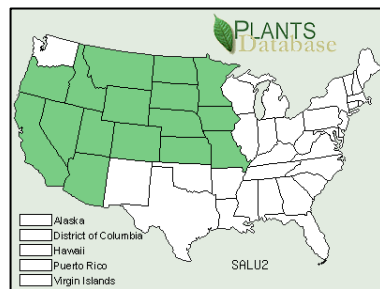 PLANTS
Database
Alaska
District of Columbia
Hawaii
Puerto Rico
Virgin Islands
SALU2